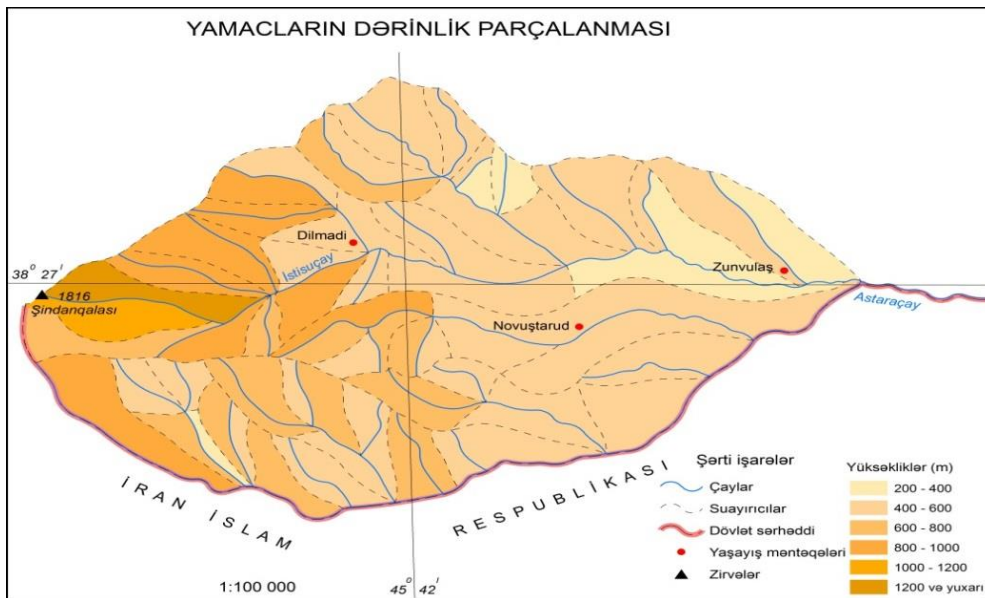 YAMACLARIN DƏRİNLİK PARÇALANMASI
Dilmadi
İstisuçay
38° 27'
1816
Şindanqalası
Zunvulaş
Astaraçay
Novuştarud
İRAN İSLAM RESPUBLİKASI
1:100 000
45° 42'
Şərti işarələr
Çaylar
Suayırıcılar
Dövlət sərhəddi
Yaşayış məntəqələri
Zirvələr
Yüksəkliklər (m)
200 - 400
400 - 600
600 - 800
800 - 1000
1000 - 1200
1200 və yuxarı